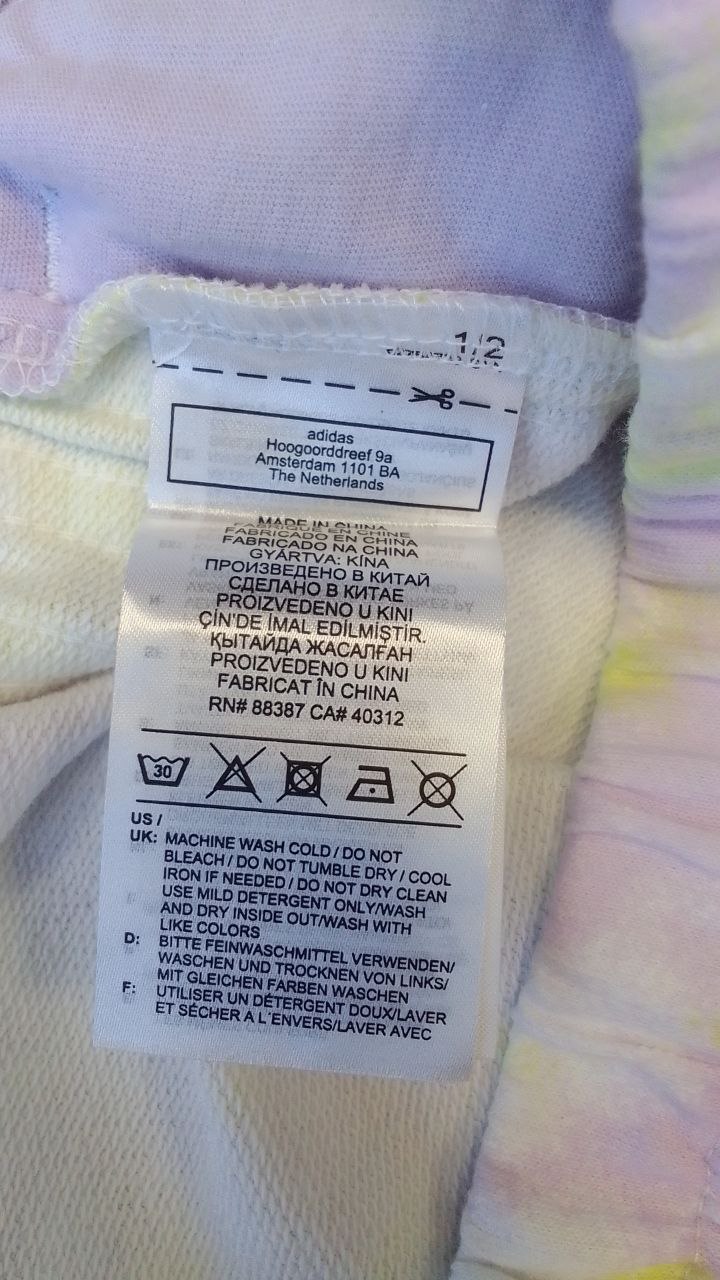 1/2
adidas
Hoogoorddreef 9a
Amsterdam 1101 BA
The Netherlands
MADE IN CHINA
FABRIQUE EN CHINE
FABRICADO EN CHINA
FABRICADO NA CHINA
GYÁRTVA: KÍNA
ПРОИЗВЕДЕНО В КИТАЙ
СДЕЛАНО В КИТАЕ
PROIZVEDENO U KINI
ÇİN'DE İMAL EDİLMİŞTİR.
ҚЫТАЙДА ЖАСАЛҒАН
PROIZVEDENO U KINI
FABRICAT ÎN CHINA
RN# 88387 CA# 40312
30
US /
UK: MACHINE WASH COLD / DO NOT
BLEACH / DO NOT TUMBLE DRY / COOL
IRON IF NEEDED / DO NOT DRY CLEAN
USE MILD DETERGENT ONLY/WASH
AND DRY INSIDE OUT/WASH WITH
LIKE COLORS
D: BITTE FEINWASCHMITTEL VERWENDEN/
WASCHEN UND TROCKNEN VON LINKS/
MIT GLEICHEN FARBEN WASCHEN
F: UTILISER UN DÉTERGENT DOUX/LAVER
ET SÉCHER A L´ENVERS/LAVER AVEC